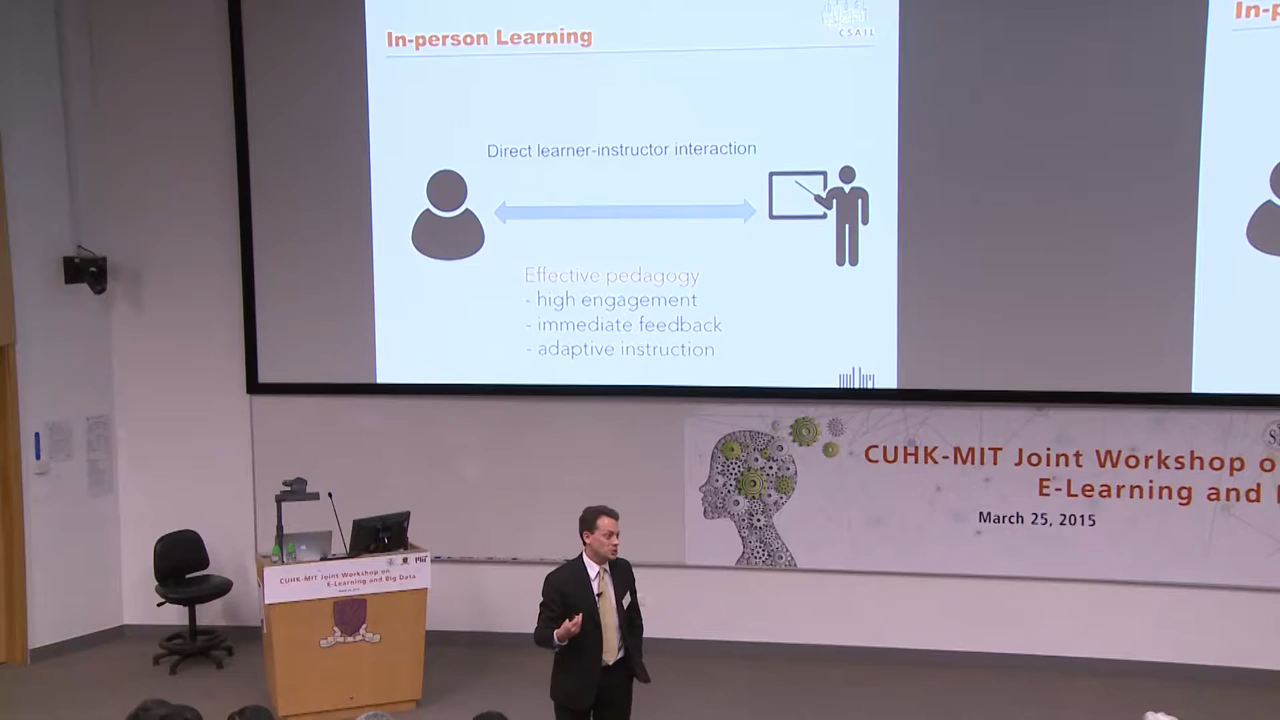 In-person Learning
CSAIL
In-p
Direct learner-instructor interaction
Effective pedagogy
- high engagement
- immediate feedback
- adaptive instruction
CUHK-MIT Joint Workshop o
E-Learning and
March 25, 2015
CUHK-MIT Joint Workshop on
E-Learning and Big Data